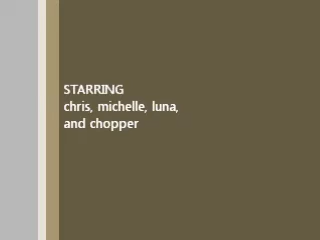 STARRING
chris, michelle, luna,
and chopper